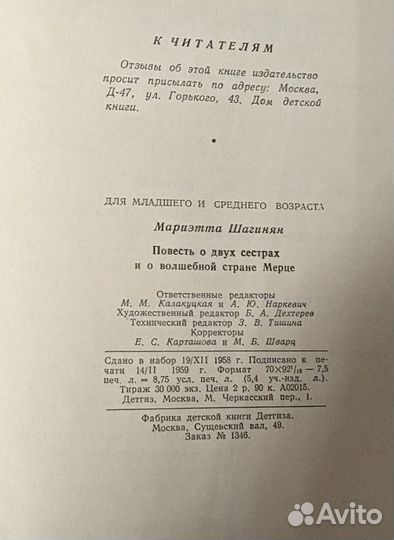 К ЧИТАТЕЛЯМ
Отзывы об этой книге издательство
просит присылать по адресу: Москва,
Д-47, ул. Горького, 43. Дом детской
книги.
ДЛЯ МЛАДШЕГО И СРЕДНЕГО ВОЗРАСТА
Мариэтта Шагинян
Повесть о двух сестрах
и о волшебной стране Мерце
Ответственные редакторы
М. М. Калакуцкая и А. Ю. Наркевич
Художественный редактор Б. А. Дехтерев
Технический редактор З. В. Тишина
Корректоры
Е. С. Карташова и М. Б. Шварц
Сдано в набор 19/XII 1958 г. Подписано к пе-
чати 14/II 1959 г. Формат 70×92¹/₁₆ — 7,5
печ. л. = 8,75 усл. печ. л. (5,4 уч.-изд. л.).
Тираж 30 000 экз. Цена 2 р. 90 к. А02015.
Детгиз. Москва, М. Черкасский пер., 1.
Фабрика детской книги Детгиза.
Москва, Сущевский вал, 49.
Заказ № 1346.
Avito